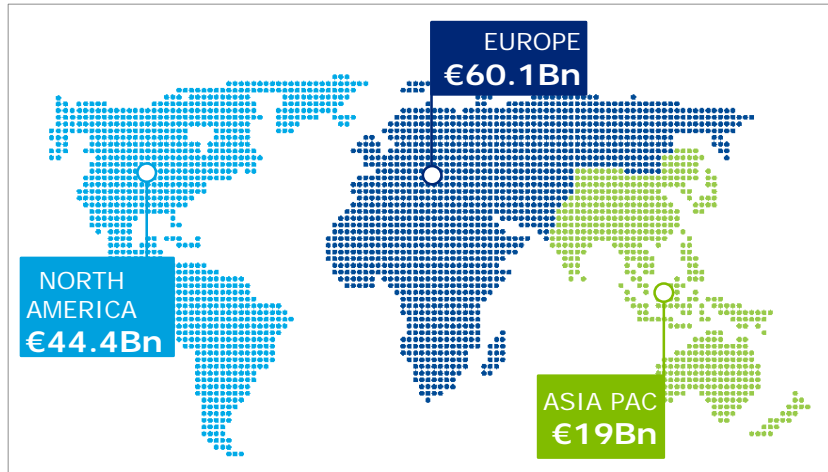 EUROPE
€60.1Bn
NORTH
AMERICA
€44.4Bn
ASIA PAC
€19Bn